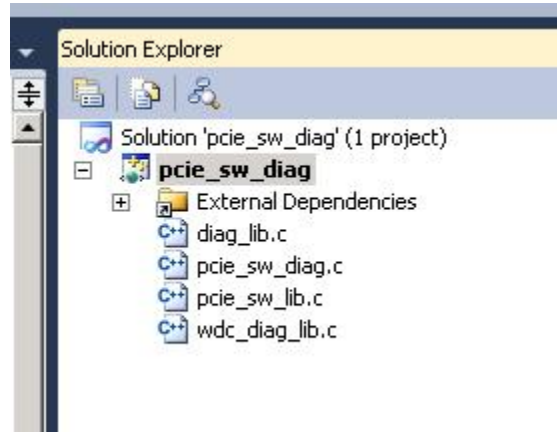 Solution Explorer
Solution 'pcie_sw_diag' (1 project)
pcie_sw_diag
External Dependencies
diag_lib.c
pcie_sw_diag.c
pcie_sw_lib.c
wdc_diag_lib.c